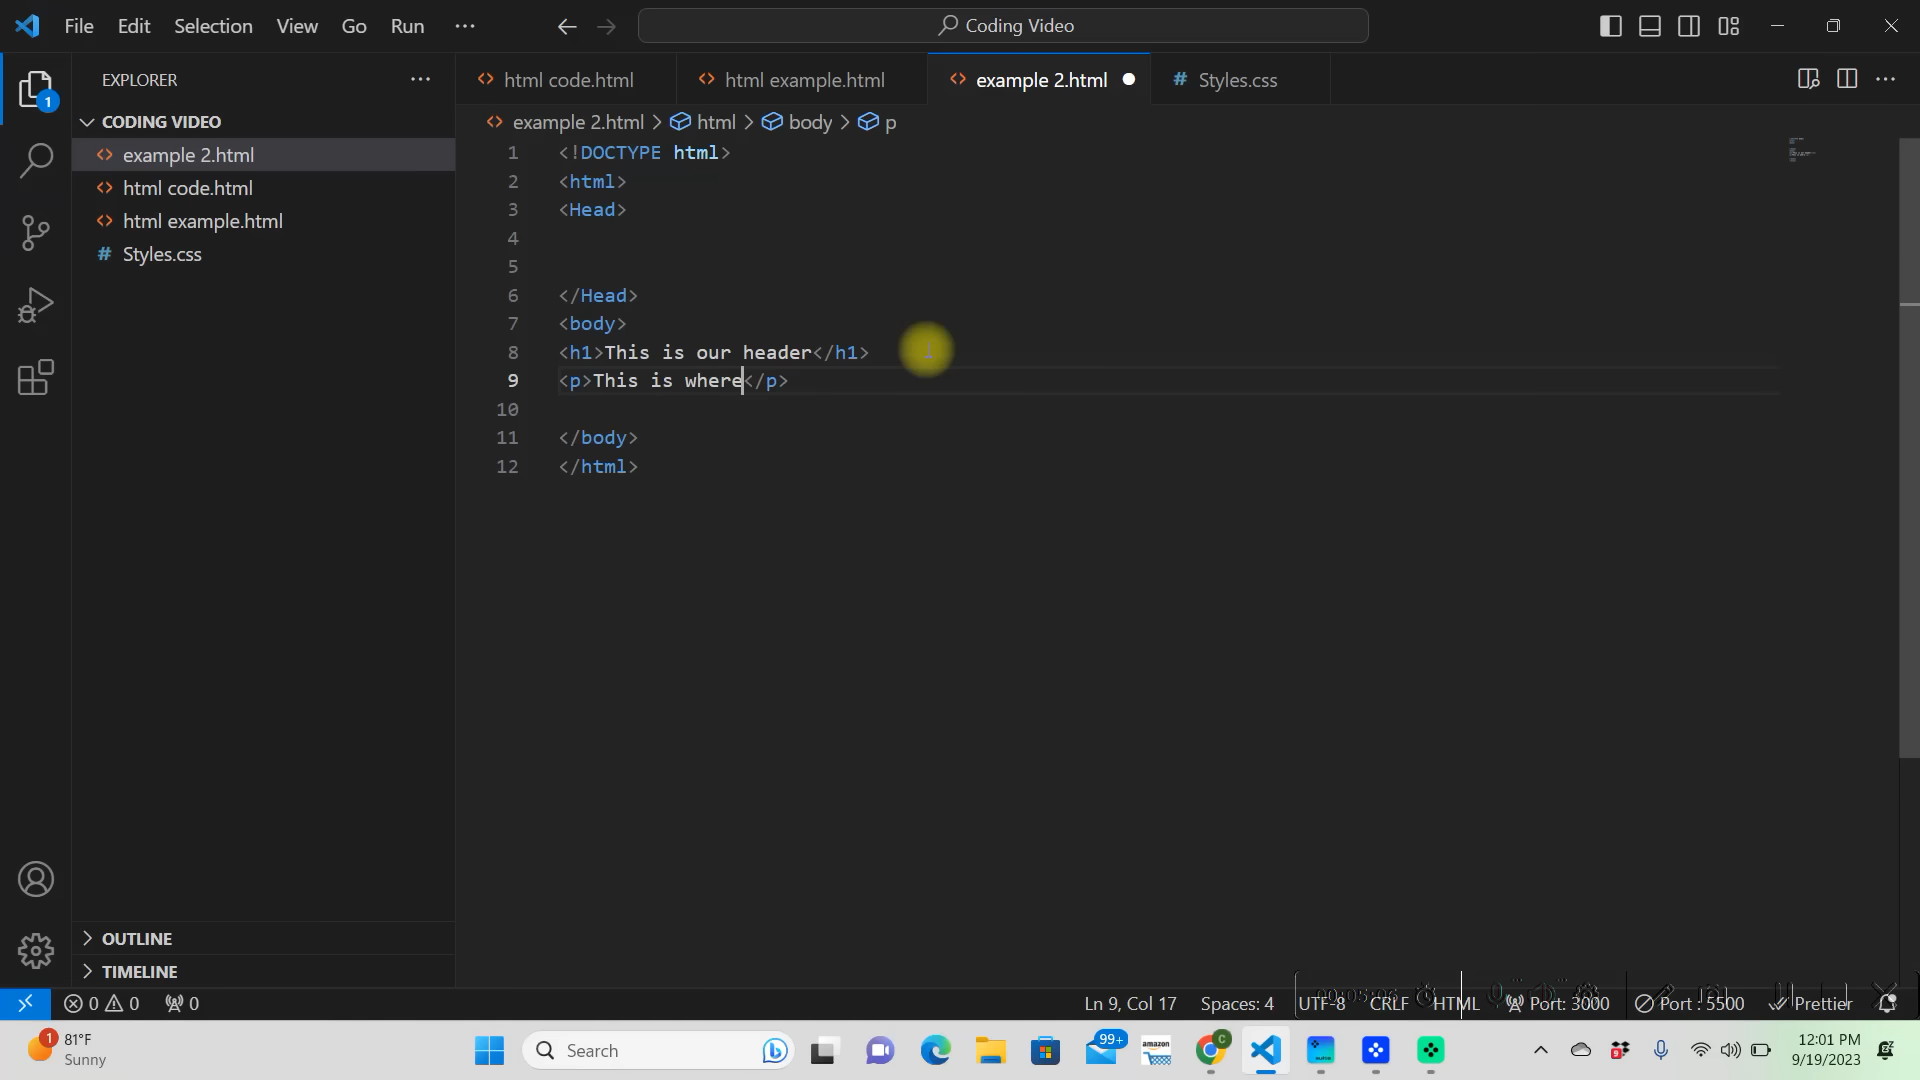 File Edit Selection View Go Run ···
Coding Video
EXPLORER
html code.html
html example.html
example 2.html
# Styles.css
1
CODING VIDEO
example 2.html
html code.html
html example.html
# Styles.css
example 2.html > html > body > p
1 <!DOCTYPE html>
2 <html>
3 <Head>
4
5
6 </Head>
7 <body>
8 <h1>This is our header</h1>
9 <p>This is where</p>
10
11 </body>
12 </html>
OUTLINE
TIMELINE
0 0 0
Ln 9, Col 17 Spaces: 4 UTF-8 CRLF HTML Port: 3000 Port : 5500 Prettier
1
81°F
Sunny
Search
99+
amazon
C
9
12:01 PM
9/19/2023